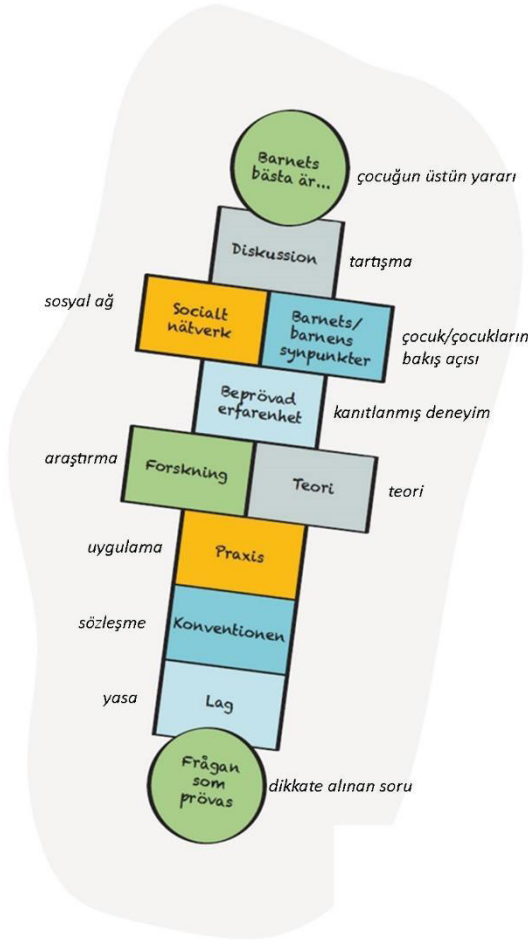 Barnets
bästa är...
çocuğun üstün yararı
Diskussion
tartışma
sosyal ağ
Socialt
nätverk
Barnets/
barnens
synpunkter
çocuk/çocukların
bakış açısı
Beprövad
erfarenhet
kanıtlanmış deneyim
araştırma
Forskning
Teori
teori
uygulama
Praxis
sözleşme
Konventionen
yasa
Lag
Frågan
som
prövas
dikkate alınan soru